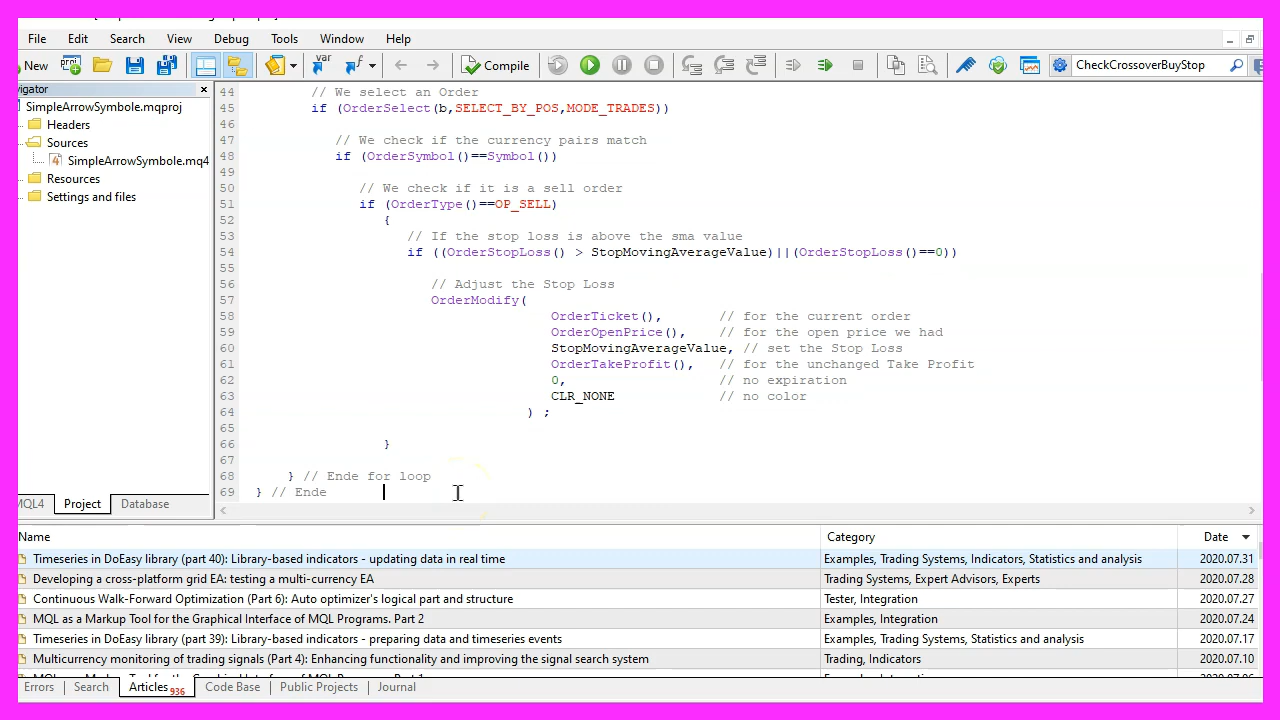 File Edit Search View Debug Tools Window Help
New Compile CheckCrossoverBuyStop
vigator
SimpleArrowSymbole.mqproj
Headers
Sources
SimpleArrowSymbole.mq4
Resources
Settings and files
MQL4 Project Database
44 // We select an Order
45 if (OrderSelect(b,SELECT_BY_POS,MODE_TRADES))
46
47 // We check if the currency pairs match
48 if (OrderSymbol()==Symbol())
49
50 // We check if it is a sell order
51 if (OrderType()==OP_SELL)
52 {
53 // If the stop loss is above the sma value
54 if ((OrderStopLoss() > StopMovingAverageValue)||(OrderStopLoss()==0))
55
56 // Adjust the Stop Loss
57 OrderModify(
58 OrderTicket(), // for the current order
59 OrderOpenPrice(), // for the open price we had
60 StopMovingAverageValue, // set the Stop Loss
61 OrderTakeProfit(), // for the unchanged Take Profit
62 0, // no expiration
63 CLR_NONE // no color
64 ) ;
65
66 }
67
68 } // Ende for loop
69 } // Ende
Name Category Date
Timeseries in DoEasy library (part 40): Library-based indicators - updating data in real time Examples, Trading Systems, Indicators, Statistics and analysis 2020.07.31
Developing a cross-platform grid EA: testing a multi-currency EA Trading Systems, Expert Advisors, Experts 2020.07.28
Continuous Walk-Forward Optimization (Part 6): Auto optimizer's logical part and structure Tester, Integration 2020.07.27
MQL as a Markup Tool for the Graphical Interface of MQL Programs. Part 2 Examples, Integration 2020.07.24
Timeseries in DoEasy library (part 39): Library-based indicators - preparing data and timeseries events Examples, Trading Systems, Statistics and analysis 2020.07.17
Multicurrency monitoring of trading signals (Part 4): Enhancing functionality and improving the signal search system Trading, Indicators 2020.07.10
Errors Search Articles 936 Code Base Public Projects Journal